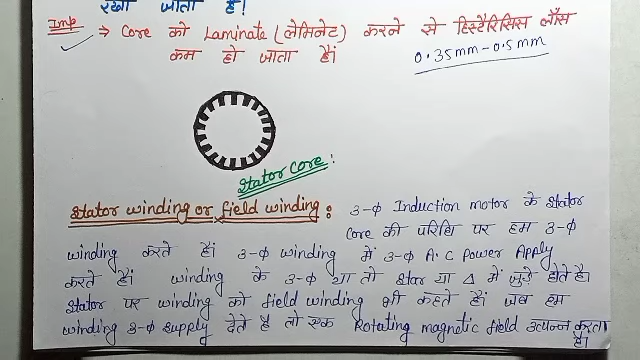 रखा जाता है!
Imp → Core को Laminate (लेमिनेट) करने से हिस्टैरिसिस लॉस
कम हो जाता हैं।
0.35mm-0.5mm
Stator Core:
Stator winding or field winding: 3-Φ Induction motor के Stator
Core की परिधि पर हम 3-Φ
winding करते हैं। 3-Φ winding में 3-Φ A.C Power Apply
करते हैं। winding के 3-Φ या तो Star या Δ में जुड़े होते है।
Stator पर winding को field winding भी कहते हैं। जब हम
winding 3-Φ supply देते है तो एक Rotating magnetic field उत्पन्न करता
है।